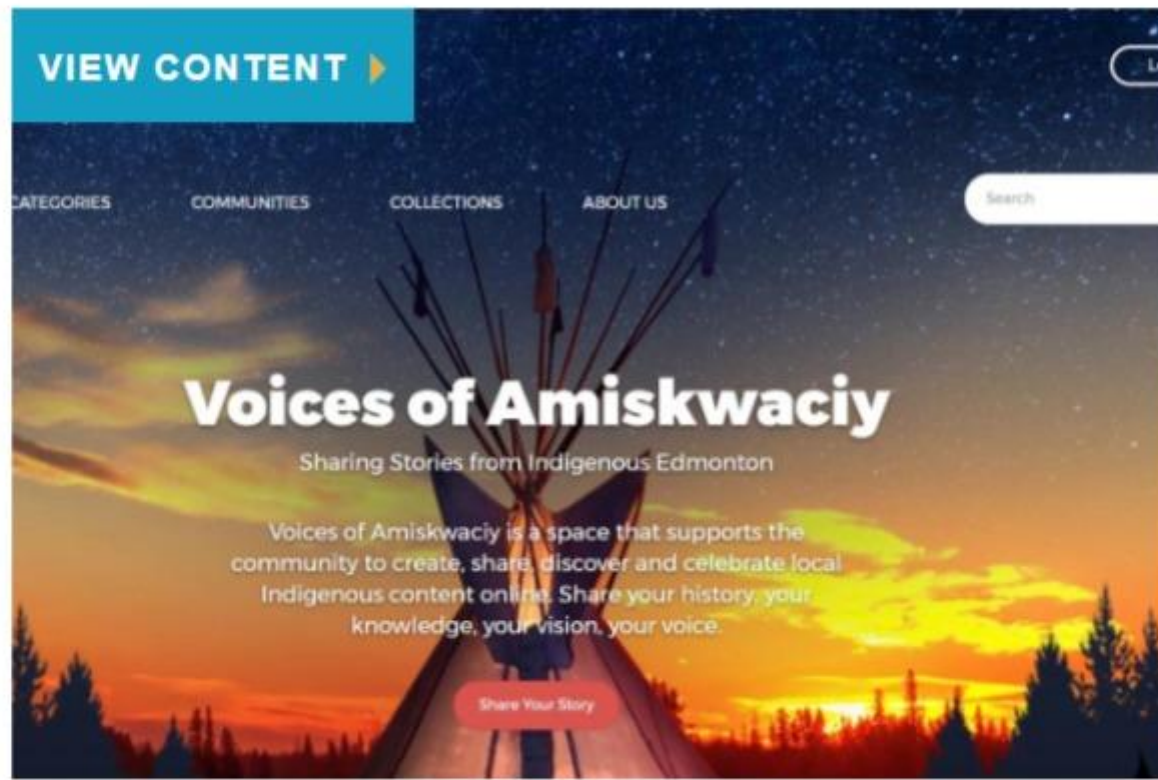 VIEW CONTENT
CATEGORIES COMMUNITIES COLLECTIONS ABOUT US Search
Voices of Amiskwaciy
Sharing Stories from Indigenous Edmonton
Voices of Amiskwaciy is a space that supports the
community to create, share, discover and celebrate local
Indigenous content online. Share your history, your
knowledge, your vision, your voice.
Share Your Story